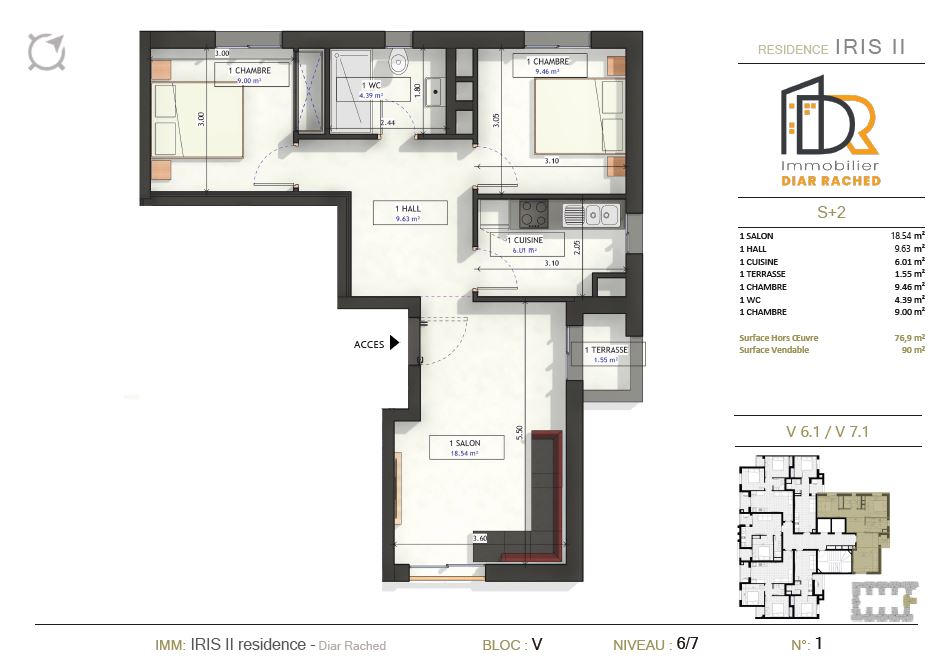 RESIDENCE IRIS II
DR
Immobilier
DIAR RACHED
S+2
1 SALON 18.54 m²
1 HALL 9.63 m²
1 CUISINE 6.01 m²
1 TERRASSE 1.55 m²
1 CHAMBRE 9.46 m²
1 WC 4.39 m²
1 CHAMBRE 9.00 m²
Surface Hors Œuvre 76,9 m²
Surface Vendable 90 m²
V 6.1 / V 7.1
3.00
1 CHAMBRE
9.00 m²
3.00
1 WC
4.39 m²
1.80
2.44
1 CHAMBRE
9.46 m²
3.05
3.10
1 HALL
9.63 m²
1 CUISINE
6.01 m²
2.05
3.10
ACCES
1 TERRASSE
1.55 m²
5.50
1 SALON
18.54 m²
3.60
IMM: IRIS II residence - Diar Rached BLOC : V NIVEAU : 6/7 N°: 1